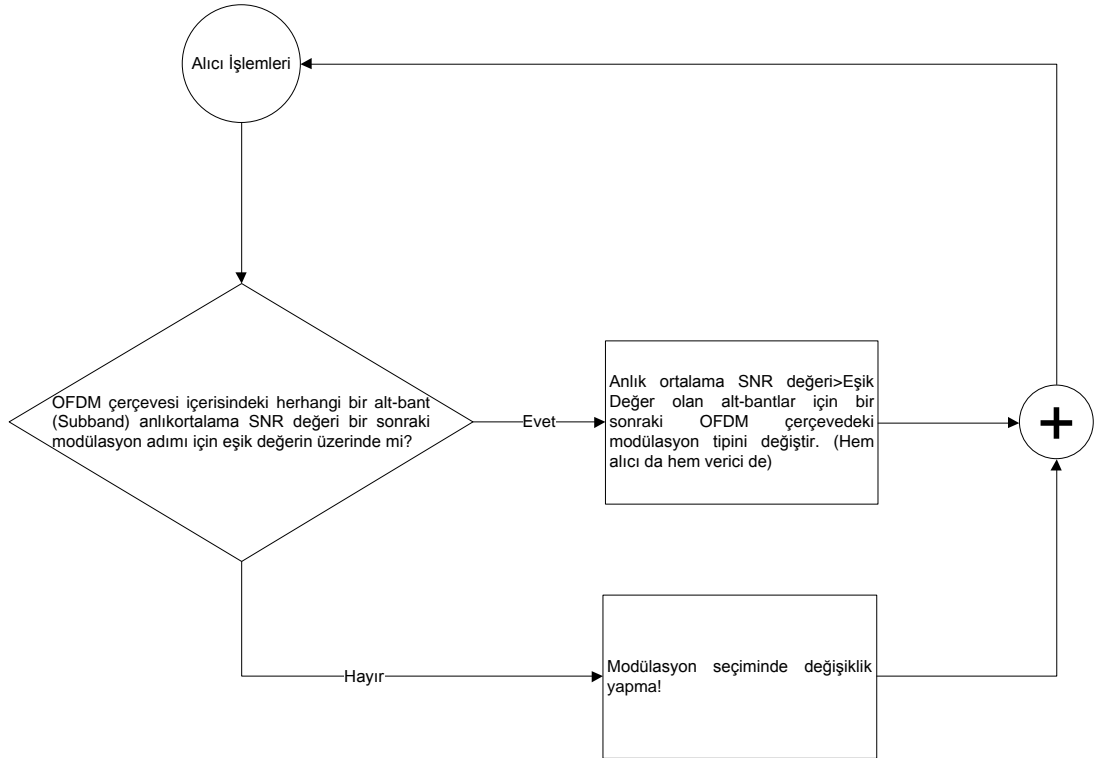 Alıcı İşlemleri
OFDM çerçevesi içerisindeki herhangi bir alt-bant
(Subband) anlıkortalama SNR değeri bir sonraki
modülasyon adımı için eşik değerin üzerinde mi?
Evet
Anlık ortalama SNR değeri>Eşik
Değer olan alt-bantlar için bir
sonraki OFDM çerçevedeki
modülasyon tipini değiştir. (Hem
alıcı da hem verici de)
+
Hayır
Modülasyon seçiminde değişiklik
yapma!